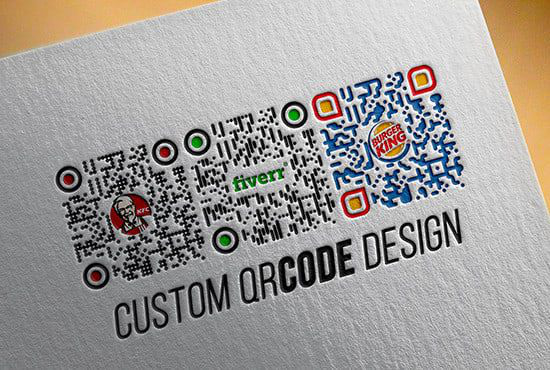 KFC
fiverr
BURGER
KING
CUSTOM QRCODE DESIGN